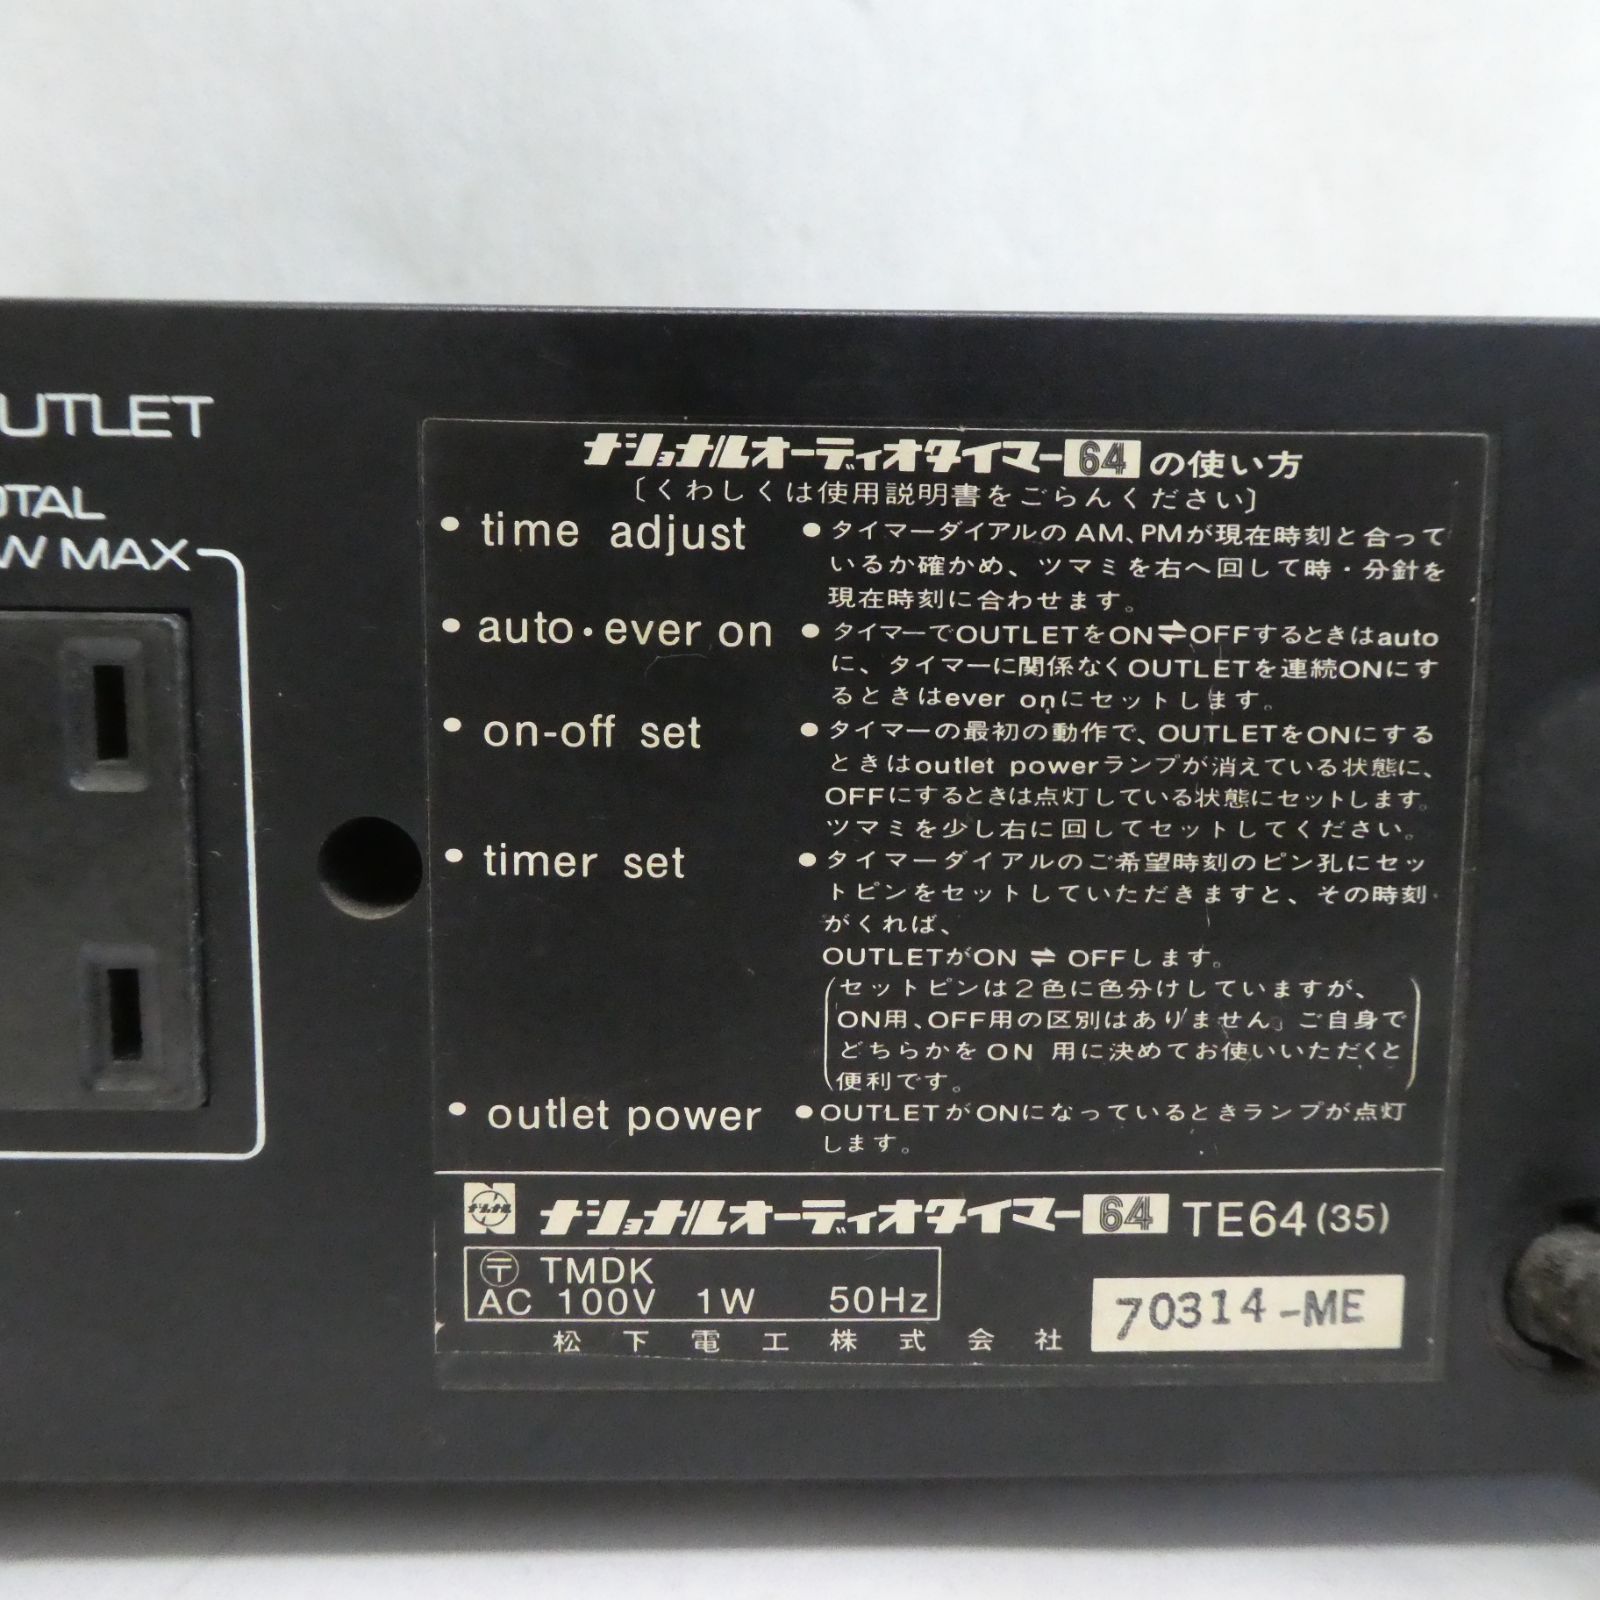 UTLET
OTAL
W MAX
ナショナルオーディオタイマー64の使い方
〔くわしくは使用説明書をごらんください〕
• time adjust
●タイマーダイアルのAM、PMが現在時刻と合って
いるか確かめ、ツマミを右へ回して時・分針を
現在時刻に合わせます。
• auto・ever on
●タイマーでOUTLETをON⇌OFFするときはauto
に、タイマーに関係なくOUTLETを連続ONにす
るときはever onにセットします。
• on-off set
●タイマーの最初の動作で、OUTLETをONにする
ときはoutlet powerランプが消えている状態に、
OFFにするときは点灯している状態にセットします。
ツマミを少し右に回してセットしてください。
• timer set
●タイマーダイアルのご希望時刻のピン孔にセッ
トピンをセットしていただきますと、その時刻
がくれば、
OUTLETがON ⇌ OFFします。
(セットピンは2色に色分けしていますが、
ON用、OFF用の区別はありません。ご自身で
どちらかをON 用に決めてお使いいただくと
便利です。)
• outlet power
●OUTLETがONになっているときランプが点灯
します。
ナショナル ナショナルオーディオタイマー64 TE64(35)
〒 TMDK
AC 100V 1W 50Hz
70314-ME
松下電工株式会社